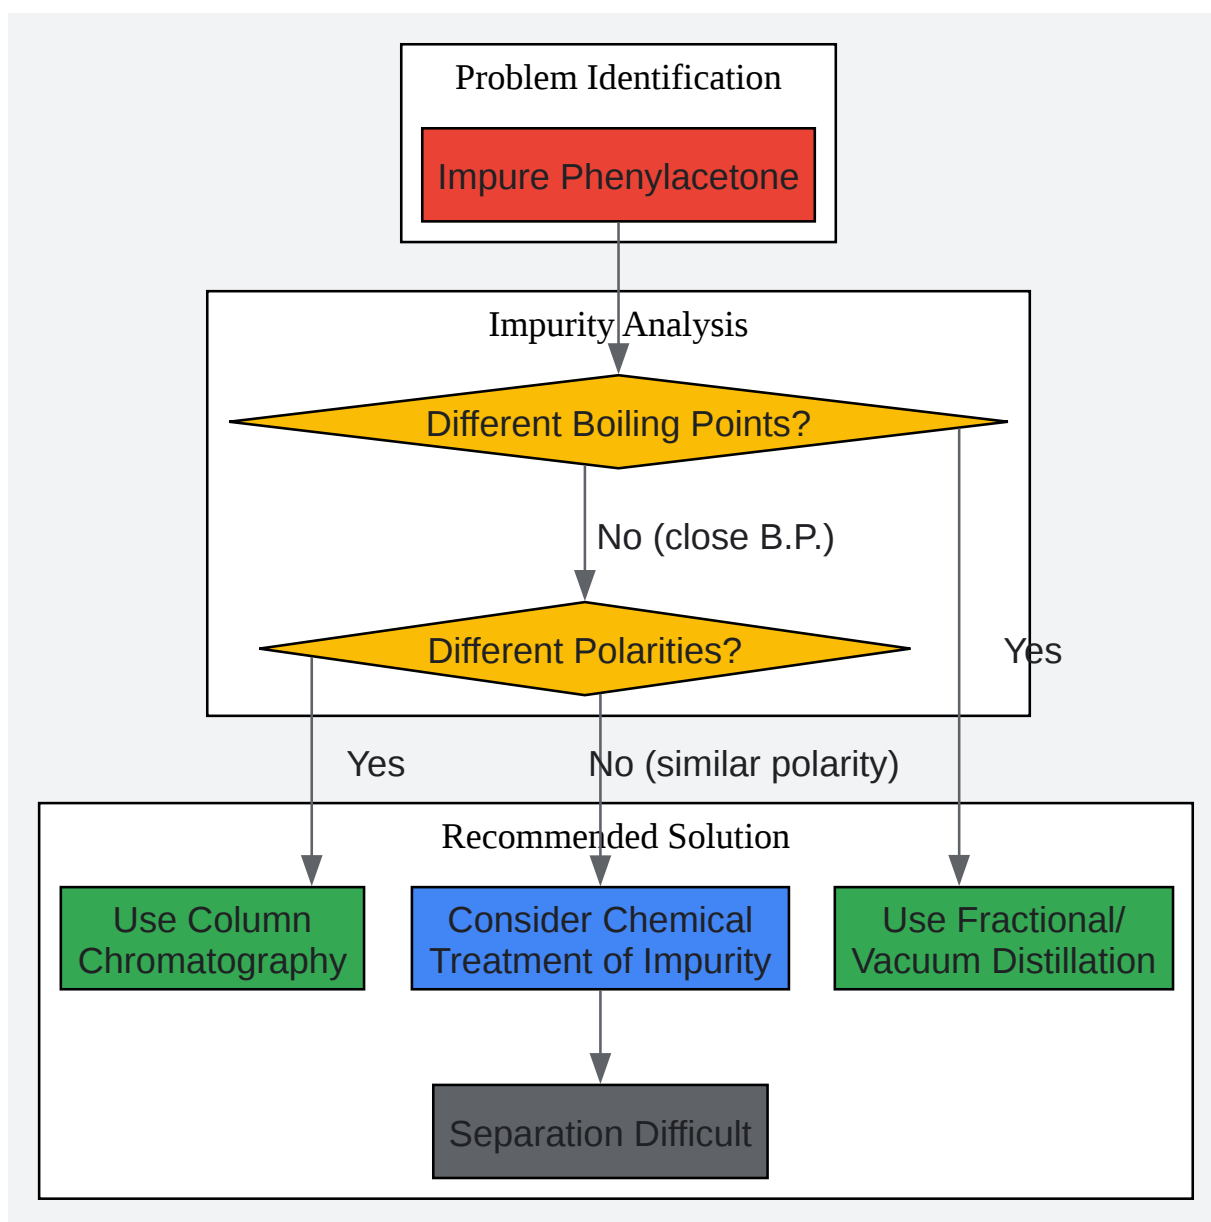 Problem Identification
Impure Phenylacetone
Impurity Analysis
Different Boiling Points?
No (close B.P.)
Different Polarities?
Yes
Yes
No (similar polarity)
Recommended Solution
Use Column
Chromatography
Consider Chemical
Treatment of Impurity
Use Fractional/
Vacuum Distillation
Separation Difficult